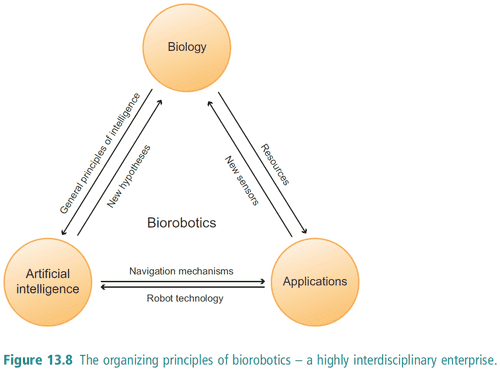 Biology
General principles of intelligence
New hypotheses
Resources
New sensors
Biorobotics
Artificial
intelligence
Navigation mechanisms
Robot technology
Applications
Figure 13.8 The organizing principles of biorobotics – a highly interdisciplinary enterprise.